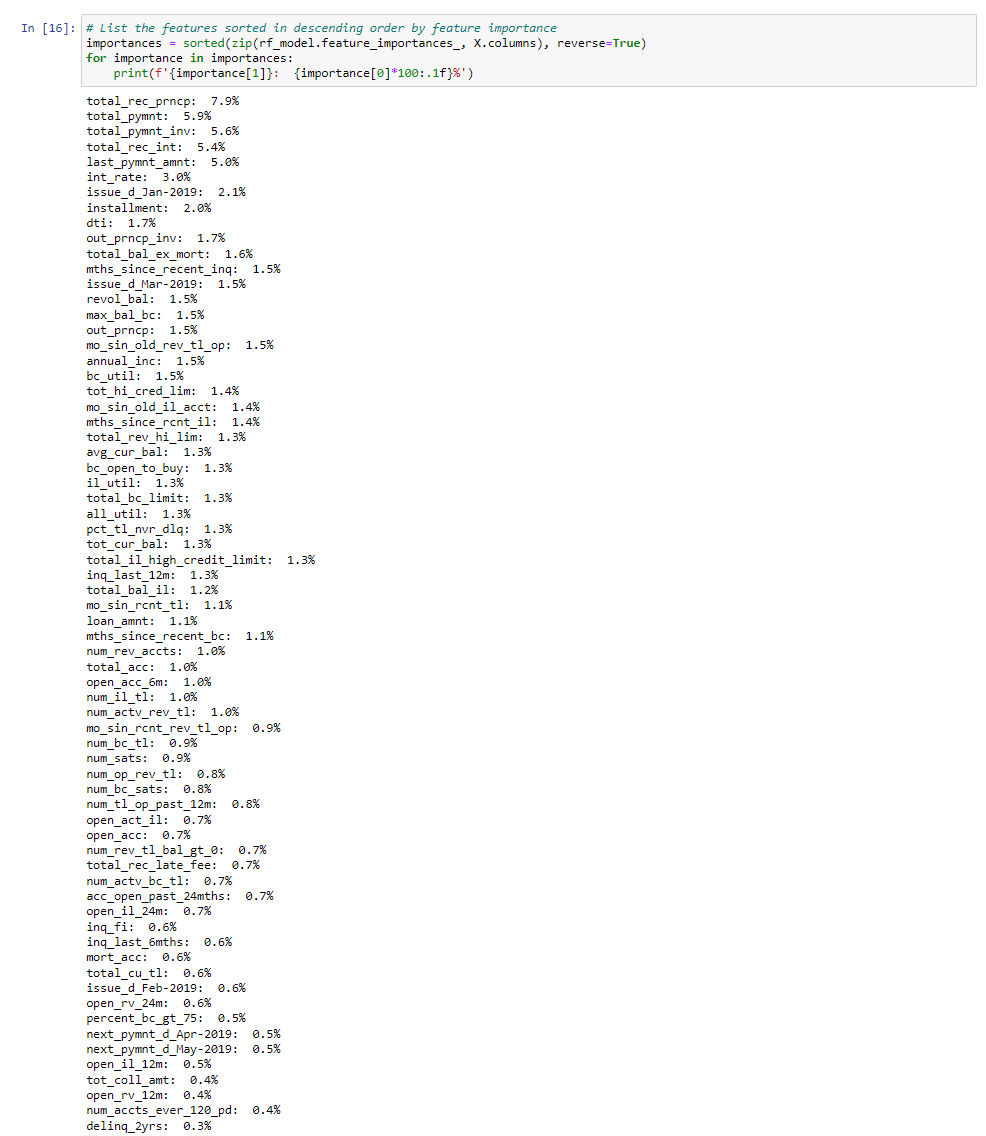 In [16]: # List the features sorted in descending order by feature importance
importances = sorted(zip(rf_model.feature_importances_, X.columns), reverse=True)
for importance in importances:
    print(f'{importance[1]}:  {importance[0]*100:.1f}%')
total_rec_prncp:  7.9%
total_pymnt:  5.9%
total_pymnt_inv:  5.6%
total_rec_int:  5.4%
last_pymnt_amnt:  5.0%
int_rate:  3.0%
issue_d_Jan-2019:  2.1%
installment:  2.0%
dti:  1.7%
out_prncp_inv:  1.7%
total_bal_ex_mort:  1.6%
mths_since_recent_inq:  1.5%
issue_d_Mar-2019:  1.5%
revol_bal:  1.5%
max_bal_bc:  1.5%
out_prncp:  1.5%
mo_sin_old_rev_tl_op:  1.5%
annual_inc:  1.5%
bc_util:  1.5%
tot_hi_cred_lim:  1.4%
mo_sin_old_il_acct:  1.4%
mths_since_rcnt_il:  1.4%
total_rev_hi_lim:  1.3%
avg_cur_bal:  1.3%
bc_open_to_buy:  1.3%
il_util:  1.3%
total_bc_limit:  1.3%
all_util:  1.3%
pct_tl_nvr_dlq:  1.3%
tot_cur_bal:  1.3%
total_il_high_credit_limit:  1.3%
inq_last_12m:  1.3%
total_bal_il:  1.2%
mo_sin_rcnt_tl:  1.1%
loan_amnt:  1.1%
mths_since_recent_bc:  1.1%
num_rev_accts:  1.0%
total_acc:  1.0%
open_acc_6m:  1.0%
num_il_tl:  1.0%
num_actv_rev_tl:  1.0%
mo_sin_rcnt_rev_tl_op:  0.9%
num_bc_tl:  0.9%
num_sats:  0.9%
num_op_rev_tl:  0.8%
num_bc_sats:  0.8%
num_tl_op_past_12m:  0.8%
open_act_il:  0.7%
open_acc:  0.7%
num_rev_tl_bal_gt_0:  0.7%
total_rec_late_fee:  0.7%
num_actv_bc_tl:  0.7%
acc_open_past_24mths:  0.7%
open_il_24m:  0.7%
inq_fi:  0.6%
inq_last_6mths:  0.6%
mort_acc:  0.6%
total_cu_tl:  0.6%
issue_d_Feb-2019:  0.6%
open_rv_24m:  0.6%
percent_bc_gt_75:  0.5%
next_pymnt_d_Apr-2019:  0.5%
next_pymnt_d_May-2019:  0.5%
open_il_12m:  0.5%
tot_coll_amt:  0.4%
open_rv_12m:  0.4%
num_accts_ever_120_pd:  0.4%
delinq_2yrs:  0.3%